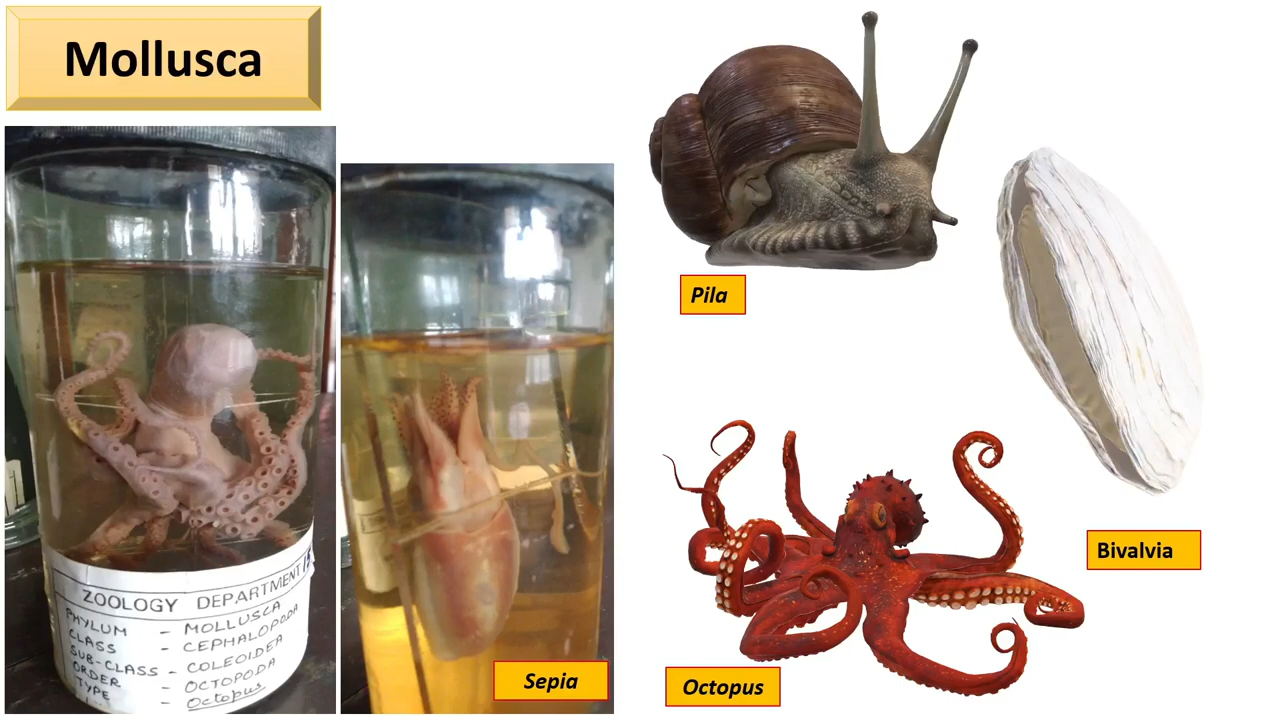 Mollusca
ZOOLOGY DEPARTMENT
PHYLUM - MOLLUSCA
CLASS - CEPHALOPODA
SUB-CLASS - COLEOIDEA
ORDER - OCTOPODA
TYPE - Octopus
Sepia
Pila
Bivalvia
Octopus